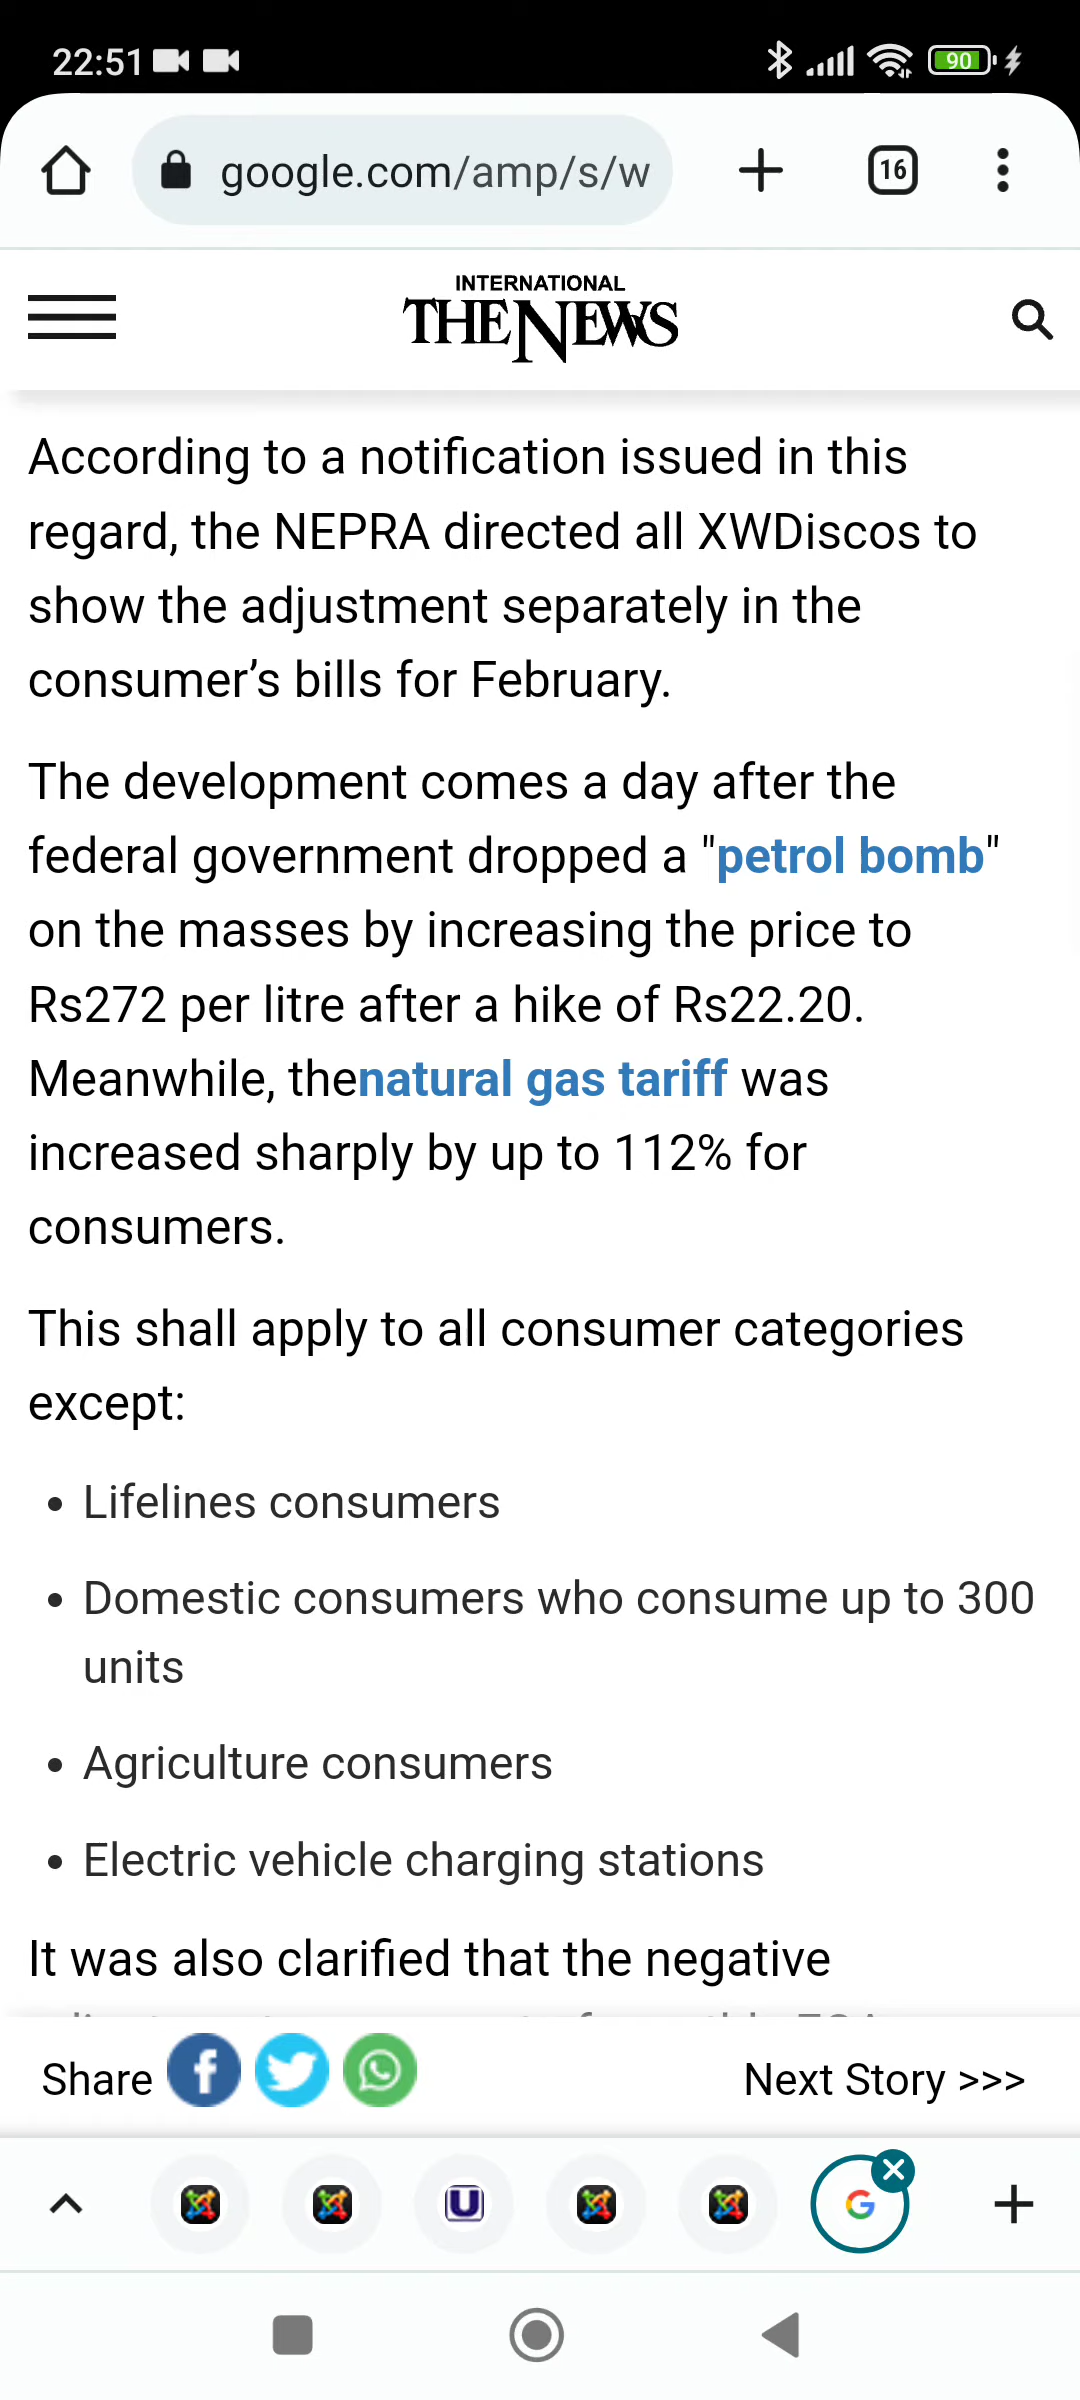 22:51
90
google.com/amp/s/w
16
INTERNATIONAL
THE NEWS
According to a notification issued in this
regard, the NEPRA directed all XWDiscos to
show the adjustment separately in the
consumer’s bills for February.
The development comes a day after the
federal government dropped a "petrol bomb"
on the masses by increasing the price to
Rs272 per litre after a hike of Rs22.20.
Meanwhile, thenatural gas tariff was
increased sharply by up to 112% for
consumers.
This shall apply to all consumer categories
except:
• Lifelines consumers
• Domestic consumers who consume up to 300
units
• Agriculture consumers
• Electric vehicle charging stations
It was also clarified that the negative
Share
Next Story >>>